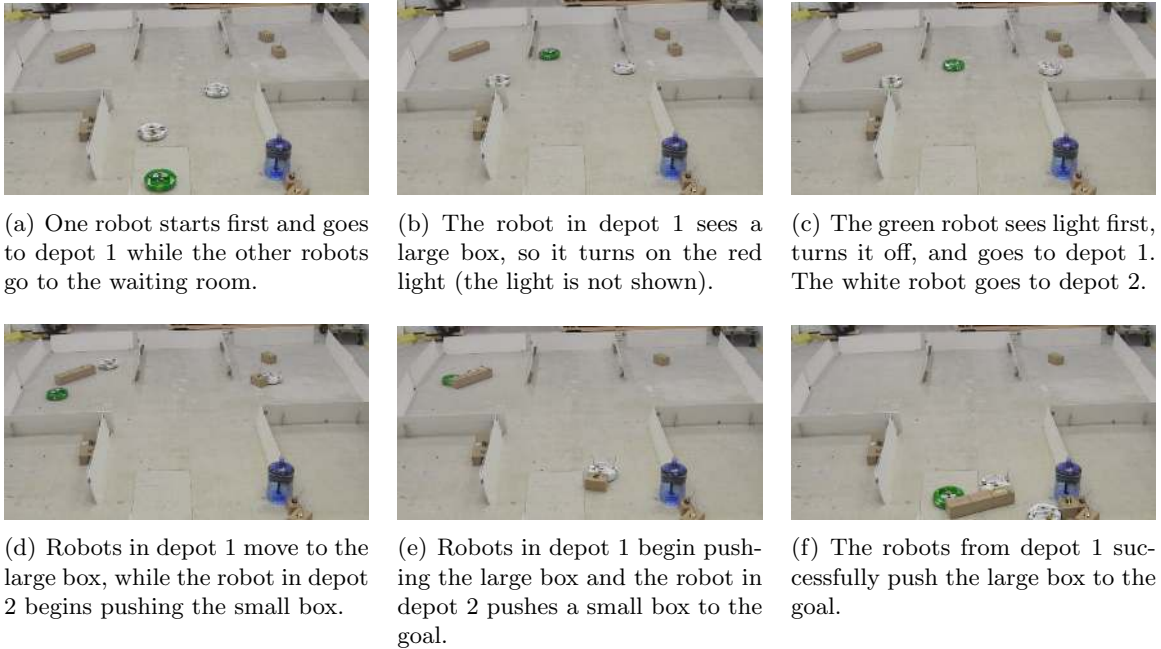 (a) One robot starts first and goes
to depot 1 while the other robots
go to the waiting room.
(b) The robot in depot 1 sees a
large box, so it turns on the red
light (the light is not shown).
(c) The green robot sees light first,
turns it off, and goes to depot 1.
The white robot goes to depot 2.
(d) Robots in depot 1 move to the
large box, while the robot in depot
2 begins pushing the small box.
(e) Robots in depot 1 begin push-
ing the large box and the robot in
depot 2 pushes a small box to the
goal.
(f) The robots from depot 1 suc-
cessfully push the large box to the
goal.